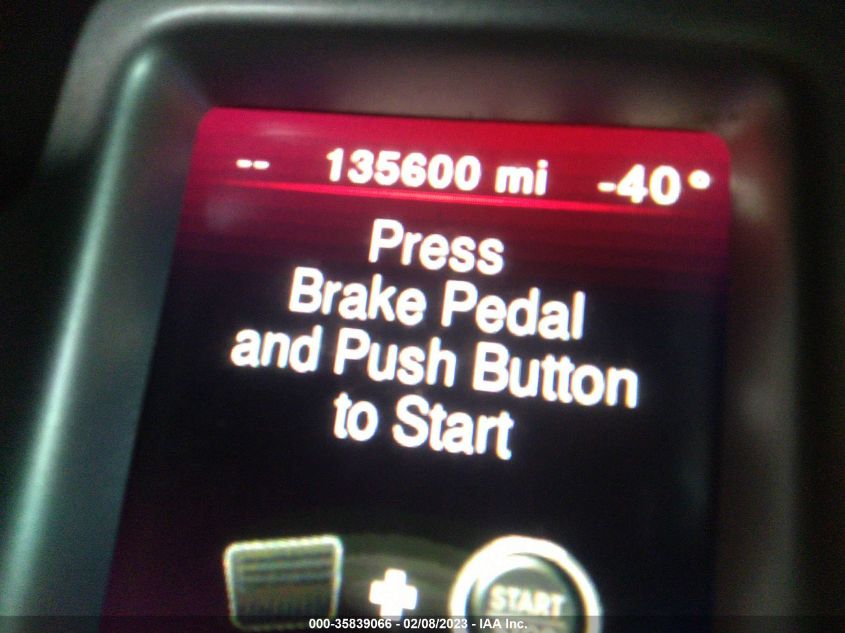 -- 135600 mi -40°
Press
Brake Pedal
and Push Button
to Start
START
000-35839066 - 02/08/2023 - IAA Inc.